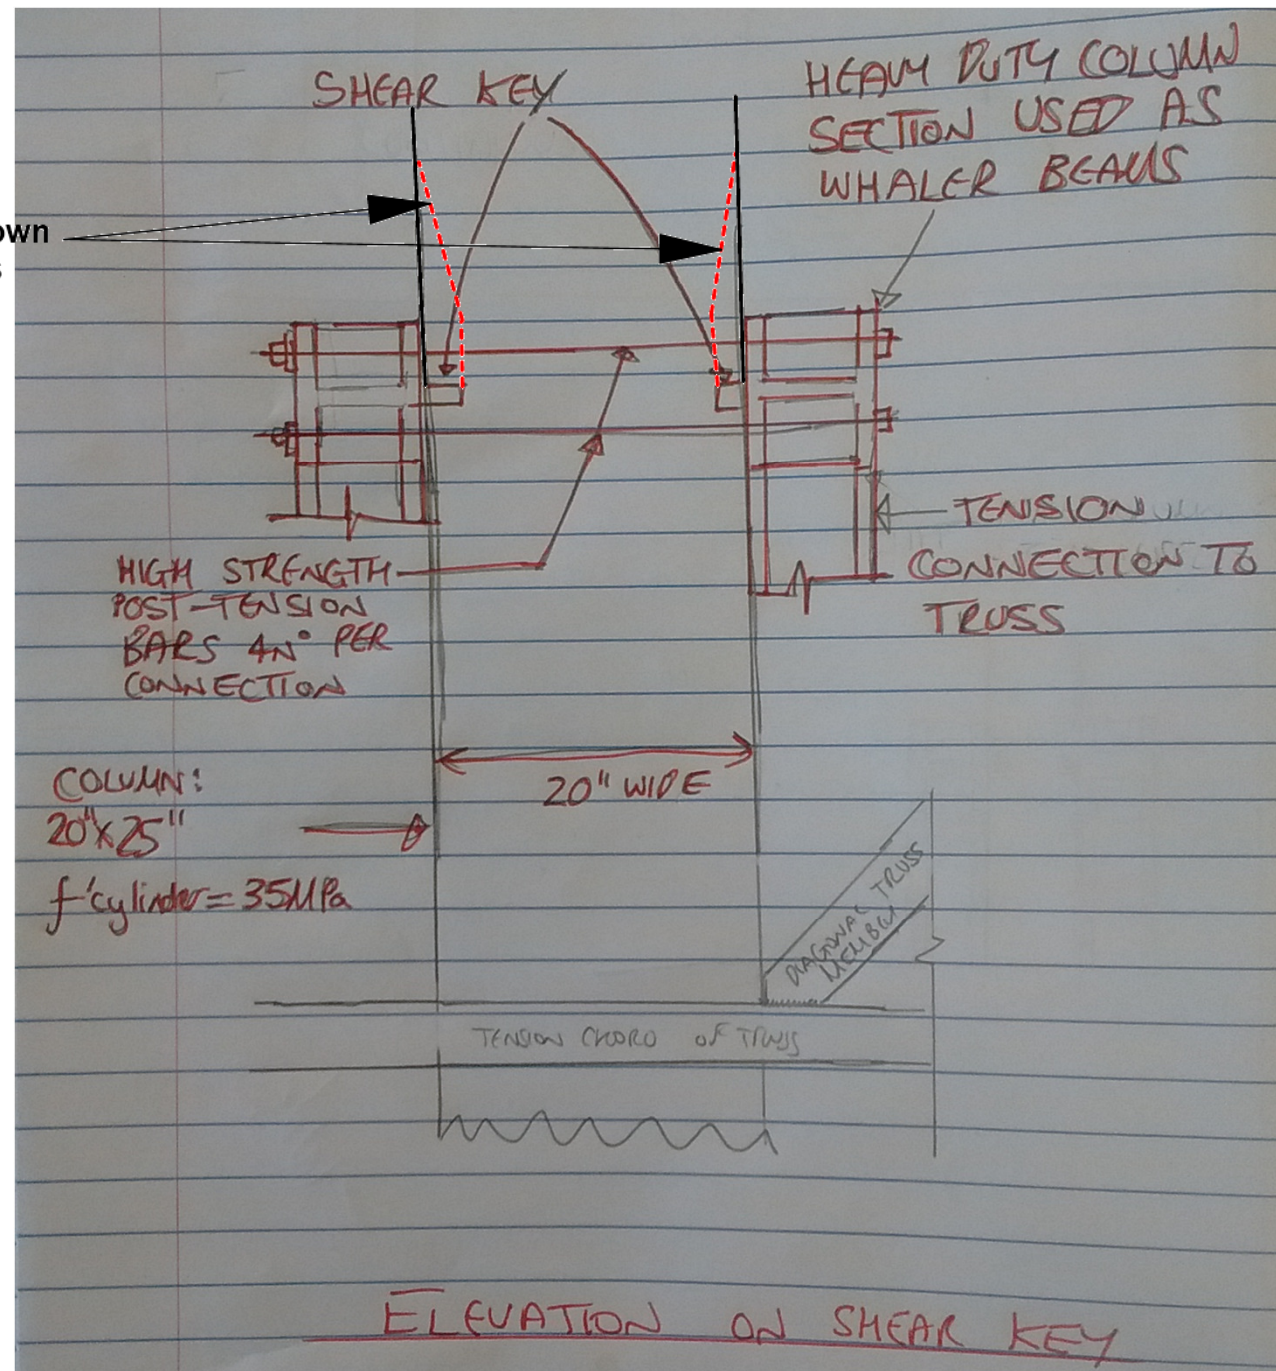 SHEAR KEY
HEAVY DUTY COLUMN
SECTION USED AS
WHALER BEAMS
own
s
HIGH STRENGTH
POST-TENSION
BARS 4N° PER
CONNECTION
TENSION
CONNECTION TO
TRUSS
COLUMN:
20"x25"
f'cylinder = 35MPa
20" WIDE
DIAGONAL TRUSS
MEMBER
TENSION CHORD OF TRUSS
ELEVATION ON SHEAR KEY